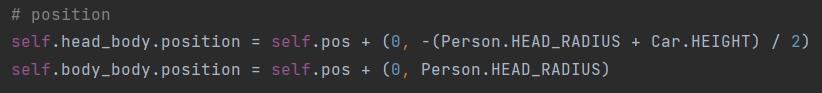 # position
self.head_body.position = self.pos + (0, -(Person.HEAD_RADIUS + Car.HEIGHT) / 2)
self.body_body.position = self.pos + (0, Person.HEAD_RADIUS)